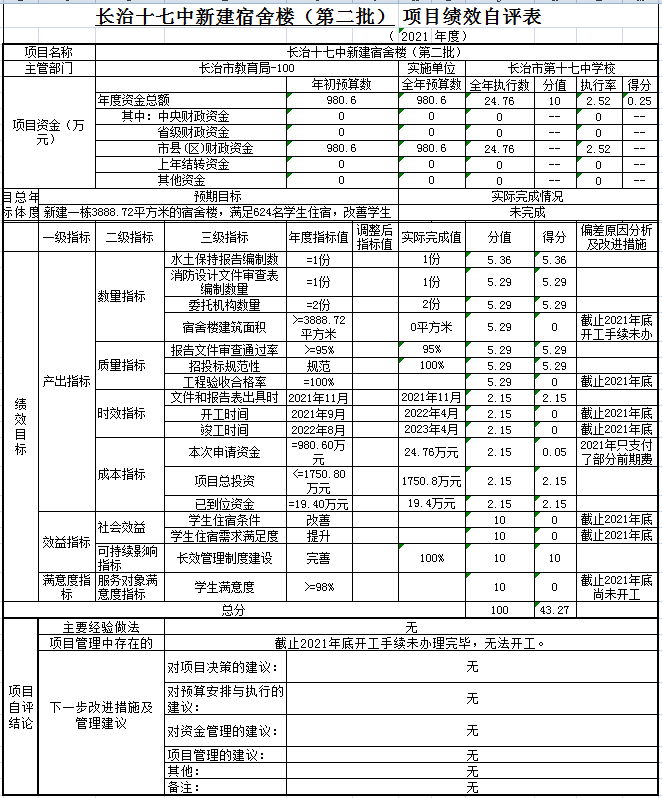 长治十七中新建宿舍楼（第二批） 项目绩效自评表
（ 2021 年度）
项目名称 长治十七中新建宿舍楼（第二批）
主管部门 长治市教育局-100 实施单位 长治市第十七中学校
项目资金（万元） 年初预算数 全年预算数 全年执行数 分值 执行率 得分
年度资金总额 980.6 980.6 24.76 10 2.52 0.25
其中：中央财政资金 0 0 0 -- 0 --
省级财政资金 0 0 0 -- 0 --
市县(区)财政资金 980.6 980.6 24.76 -- 2.52 --
上年结转资金 0 0 0 -- 0 --
其他资金 0 0 0 -- 0 --
目总年 预期目标 实际完成情况
标体度 新建一栋3888.72平方米的宿舍楼，满足624名学生住宿，改善学生 未完成
绩效目标
一级指标 二级指标 三级指标 年度指标值 调整后指标值 实际完成值 分值 得分 偏差原因分析及改进措施
产出指标 数量指标 水土保持报告编制数 =1份 1份 5.36 5.36
消防设计文件审查表编制数量 =1份 1份 5.29 5.29
委托机构数量 =2份 2份 5.29 5.29
宿舍楼建筑面积 >=3888.72平方米 0平方米 5.29 0 截止2021年底开工手续未办
质量指标 报告文件审查通过率 >=95% 95% 5.29 5.29
招投标规范性 规范 100% 5.29 5.29
工程验收合格率 =100% 5.29 0 截止2021年底
时效指标 文件和报告表出具时 2021年11月 2021年11月 2.15 2.15
开工时间 2021年9月 2022年4月 2.15 0 截止2021年底
竣工时间 2022年8月 2023年4月 2.15 0 截止2021年底
成本指标 本次申请资金 =980.60万元 24.76万元 2.15 0.05 2021年只支付了部分前期费
项目总投资 <=1750.80万元 1750.8万元 2.15 2.15
已到位资金 =19.40万元 19.4万元 2.15 2.15
效益指标 社会效益 学生住宿条件 改善 10 0 截止2021年底
学生住宿需求满足度 提升 10 0 截止2021年底
可持续影响指标 长效管理制度建设 完善 100% 10 10
满意度指标 服务对象满意度指标 学生满意度 >=98% 10 0 截止2021年底尚未开工
总分 100 43.27
项目自评结论
主要经验做法 无
项目管理中存在的 截止2021年底开工手续未办理完毕，无法开工。
下一步改进措施及管理建议
对项目决策的建议： 无
对预算安排与执行的建议： 无
对资金管理的建议： 无
项目管理的建议： 无
其他： 无
备注： 无